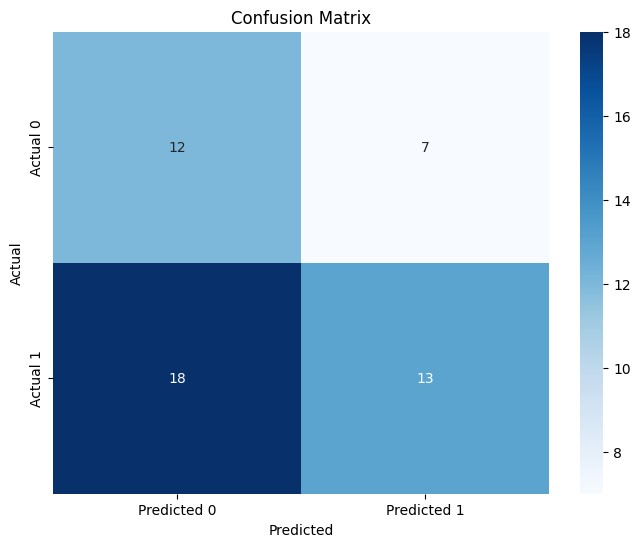 Confusion Matrix
Actual
Actual 0
Actual 1
12
7
18
13
Predicted 0
Predicted 1
Predicted
18
16
14
12
10
8